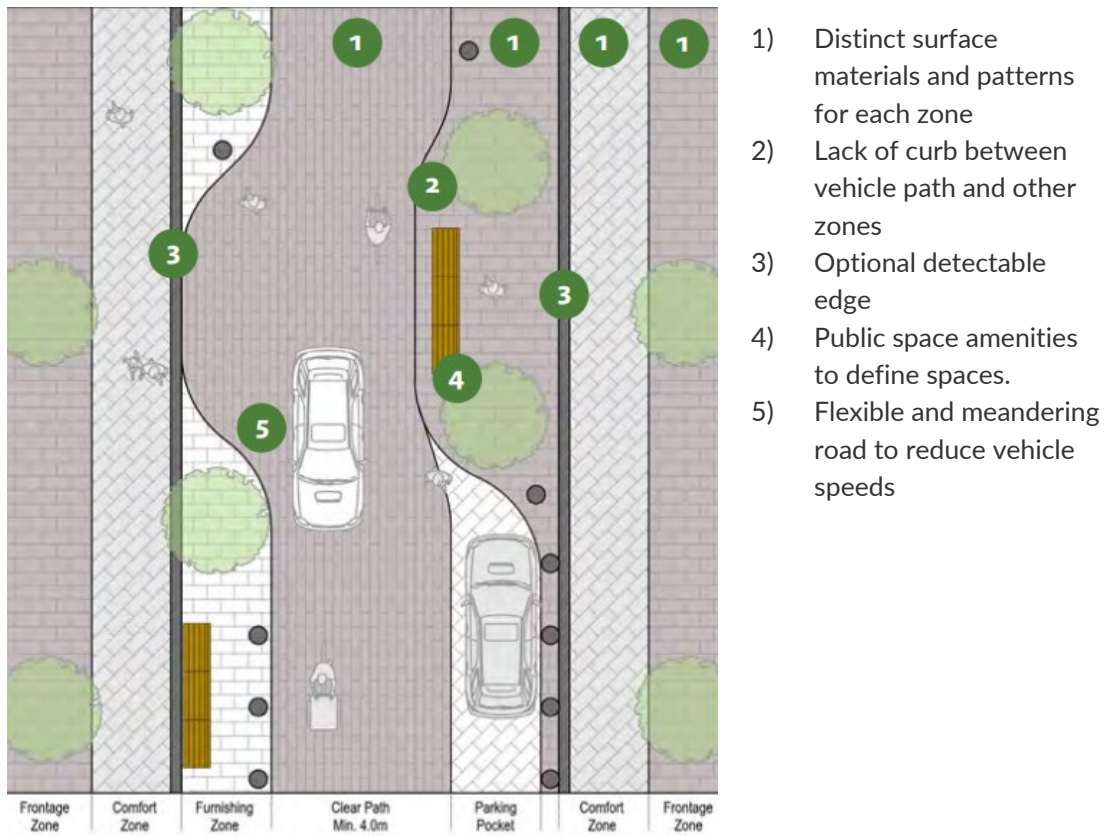 1 1 1 1
2
3
3
4
5
Frontage Zone
Comfort Zone
Furnishing Zone
Clear Path Min. 4.0m
Parking Pocket
Comfort Zone
Frontage Zone
1) Distinct surface
materials and patterns
for each zone
2) Lack of curb between
vehicle path and other
zones
3) Optional detectable
edge
4) Public space amenities
to define spaces.
5) Flexible and meandering
road to reduce vehicle
speeds